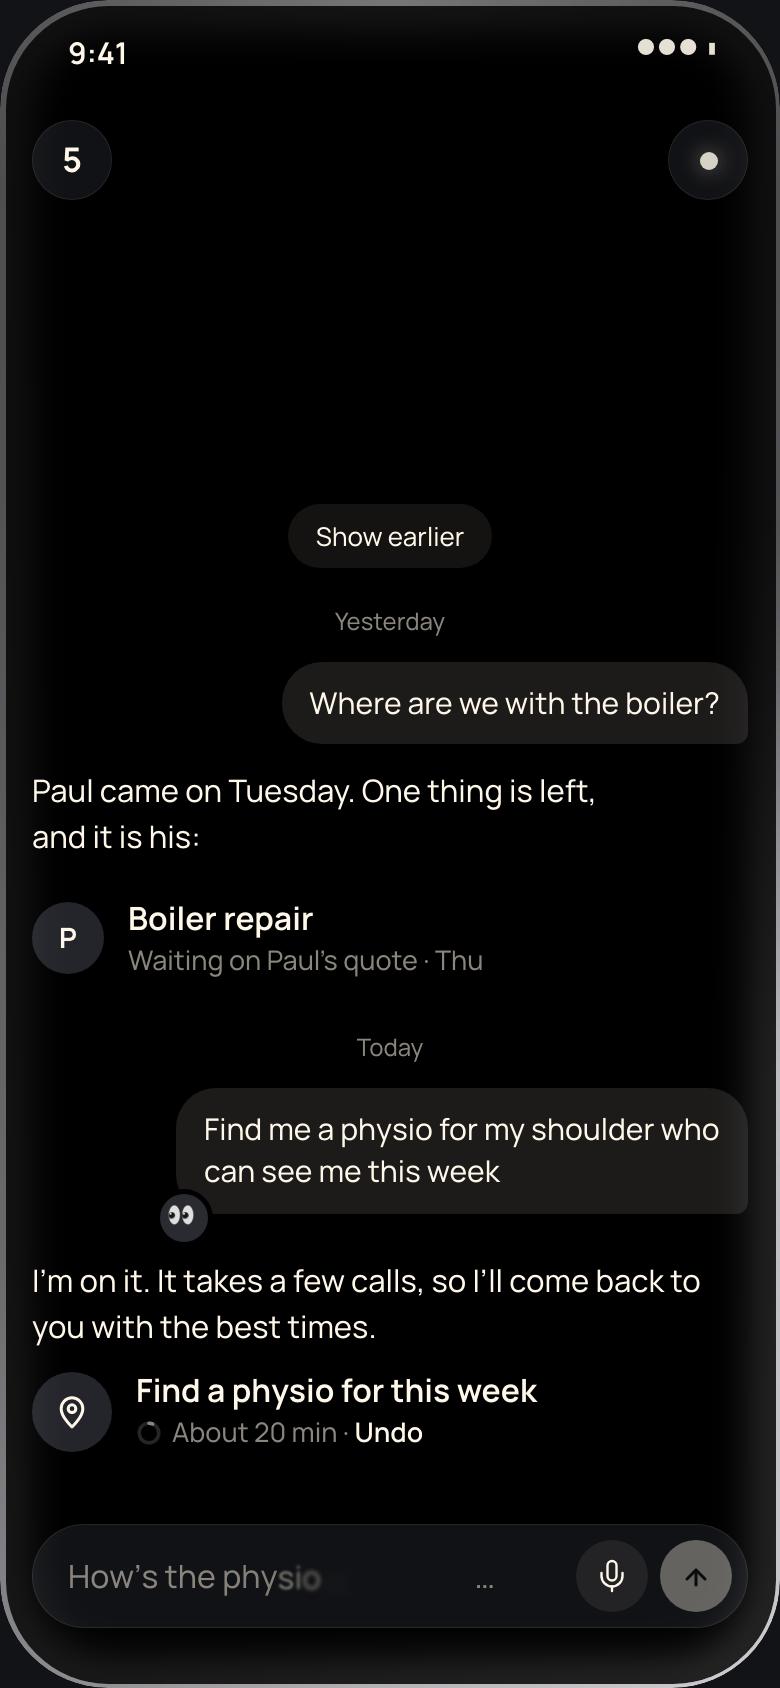 9:41
5
Show earlier
Yesterday
Where are we with the boiler?
Paul came on Tuesday. One thing is left,
and it is his:
P
Boiler repair
Waiting on Paul’s quote · Thu
Today
Find me a physio for my shoulder who
can see me this week
I’m on it. It takes a few calls, so I’ll come back to
you with the best times.
Find a physio for this week
About 20 min · Undo
How’s the physio ...